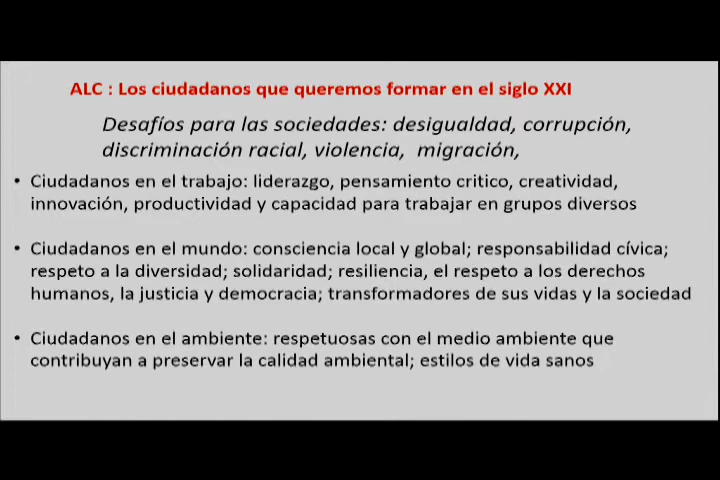 ALC : Los ciudadanos que queremos formar en el siglo XXI
Desafíos para las sociedades: desigualdad, corrupción,
discriminación racial, violencia, migración,
• Ciudadanos en el trabajo: liderazgo, pensamiento critico, creatividad,
innovación, productividad y capacidad para trabajar en grupos diversos
• Ciudadanos en el mundo: consciencia local y global; responsabilidad cívica;
respeto a la diversidad; solidaridad; resiliencia, el respeto a los derechos
humanos, la justicia y democracia; transformadores de sus vidas y la sociedad
• Ciudadanos en el ambiente: respetuosas con el medio ambiente que
contribuyan a preservar la calidad ambiental; estilos de vida sanos